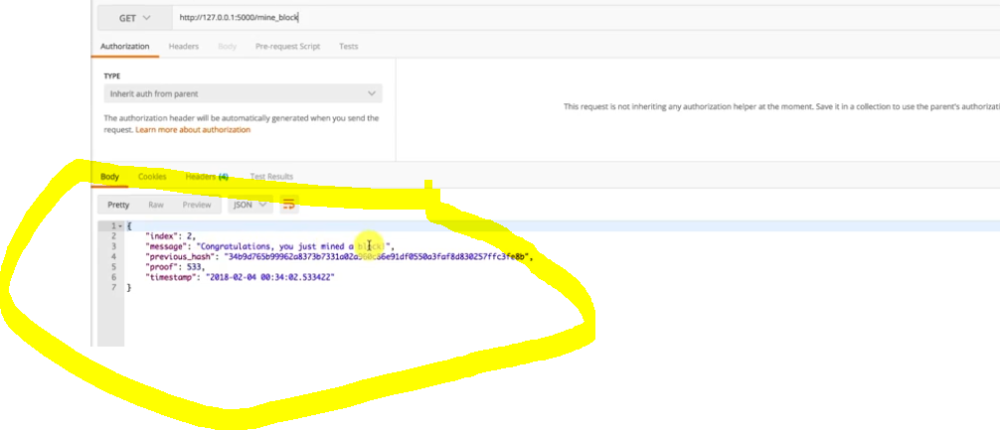 GET http://127.0.0.1:5000/mine_block
Authorization Headers Body Pre-request Script Tests
TYPE
Inherit auth from parent
The authorization header will be automatically generated when you send the
request. Learn more about authorization
This request is not inheriting any authorization helper at the moment. Save it in a collection to use the parent's
Body Cookies Headers (4) Test Results
Pretty Raw Preview JSON
1 {
2 "index": 2,
3 "message": "Congratulations, you just mined a block!",
4 "previous_hash":
5 "proof": 533,
6 "timestamp": "2018-02-04 00:34:02.533422"
7 }